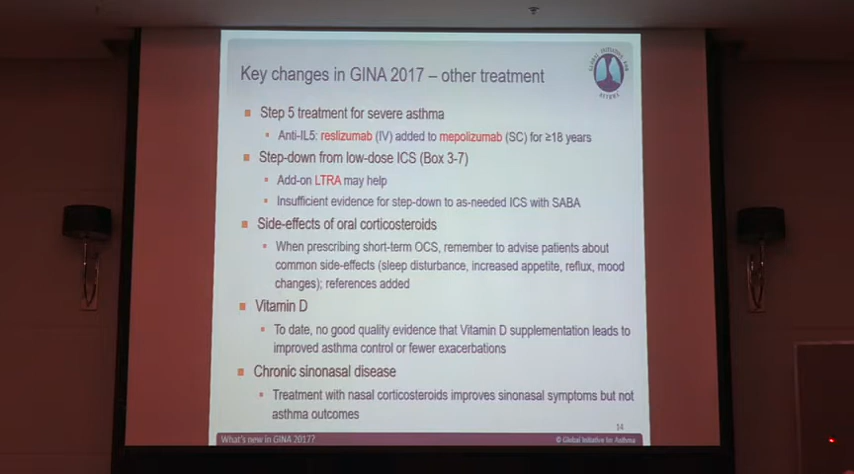 Key changes in GINA 2017 – other treatment
GLOBAL INITIATIVE FOR
ASTHMA
Step 5 treatment for severe asthma
Anti-IL5: reslizumab (IV) added to mepolizumab (SC) for ≥18 years
Step-down from low-dose ICS (Box 3-7)
Add-on LTRA may help
Insufficient evidence for step-down to as-needed ICS with SABA
Side-effects of oral corticosteroids
When prescribing short-term OCS, remember to advise patients about
common side-effects (sleep disturbance, increased appetite, reflux, mood
changes); references added
Vitamin D
To date, no good quality evidence that Vitamin D supplementation leads to
improved asthma control or fewer exacerbations
Chronic sinonasal disease
Treatment with nasal corticosteroids improves sinonasal symptoms but not
asthma outcomes
14
What's new in GINA 2017?
© Global Initiative for Asthma